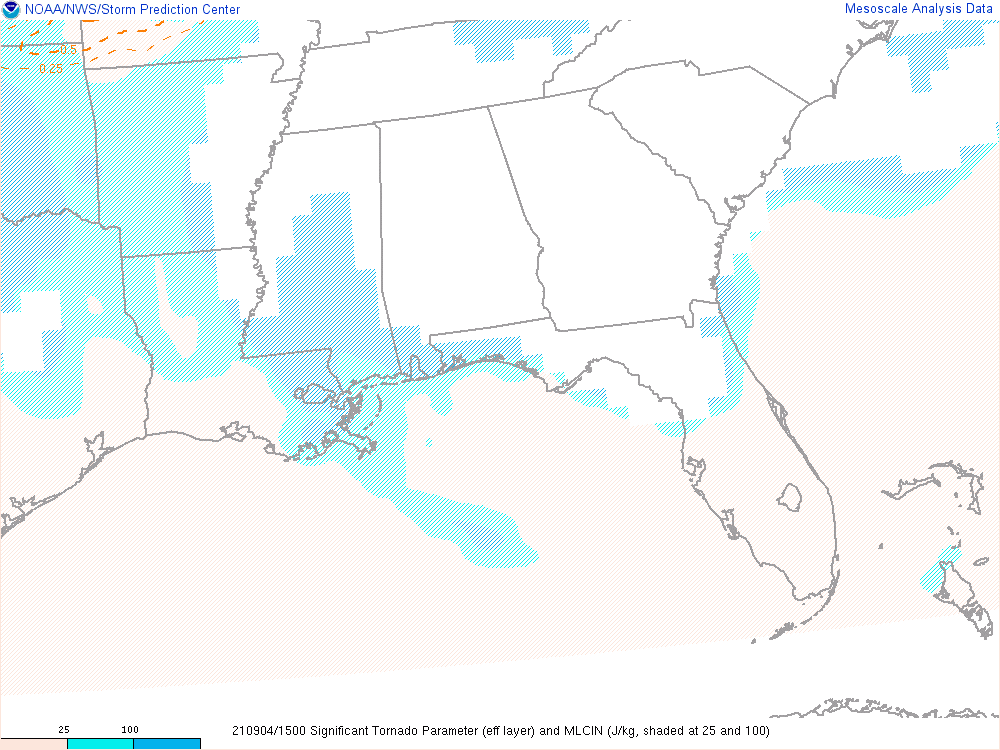 NOAA/NWS/Storm Prediction Center
Mesoscale Analysis Data
0.5
0.25
25 100
210904/1500 Significant Tornado Parameter (eff layer) and MLCIN (J/kg, shaded at 25 and 100)